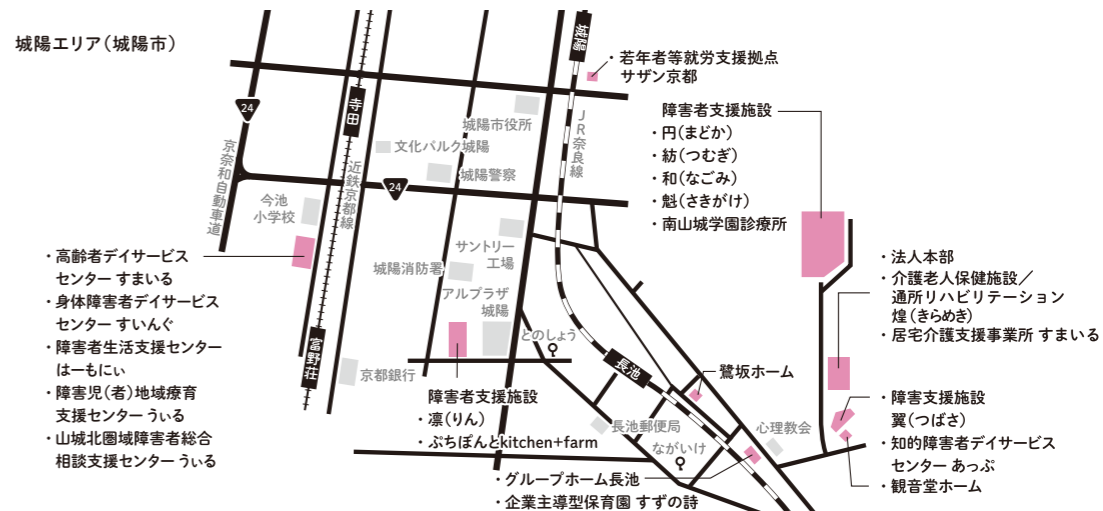 城陽エリア（城陽市）
城陽
・若年者等就労支援拠点
サザン京都
24
寺田
京奈和自動車道
近鉄京都線
城陽市役所
文化パルク城陽
城陽警察
24
JR奈良線
障害者支援施設
・円（まどか）
・紡（つむぎ）
・和（なごみ）
・魁（さきがけ）
・南山城学園診療所
今池
小学校
・高齢者デイサービス
センター すまいる
・身体障害者デイサービス
センター すいんぐ
・障害者生活支援センター
はーもにぃ
・障害児（者）地域療育
支援センター うぃる
・山城北圏域障害者総合
相談支援センター うぃる
富野荘
京都銀行
サントリー
工場
城陽消防署
アルプラザ
城陽
とのしょう
長池
障害者支援施設
・凛（りん）
・ぷちぽんとkitchen+farm
・鷺坂ホーム
長池郵便局
ながいけ
心理教会
・グループホーム長池
・企業主導型保育園 すずの詩
・法人本部
・介護老人保健施設／
通所リハビリテーション
煌（きらめき）
・居宅介護支援事業所 すまいる
・障害支援施設
翼（つばさ）
・知的障害者デイサービス
センター あっぷ
・観音堂ホーム